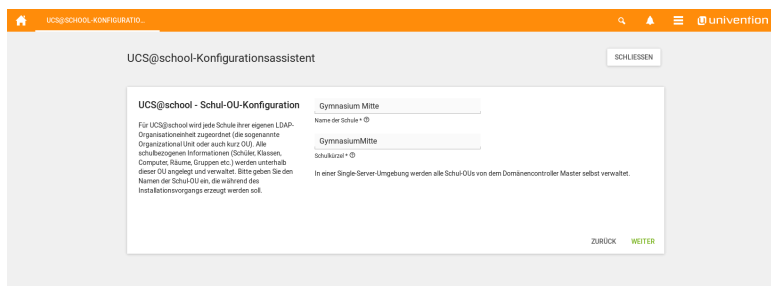 UCS@SCHOOL-KONFIGURATIO...
univention
UCS@school-Konfigurationsassistent
SCHLIESSEN
UCS@school - Schul-OU-Konfiguration
Für UCS@school wird jede Schule ihrer eigenen LDAP-
Organisationseinheit zugeordnet (die sogenannte
Organizational Unit oder auch kurz OU). Alle
schulbezogenen Informationen (Schüler, Klassen,
Computer, Räume, Gruppen etc.) werden unterhalb
dieser OU angelegt und verwaltet. Bitte geben Sie den
Namen der Schul-OU ein, die während des
Installationsvorgangs erzeugt werden soll.
Gymnasium Mitte
Name der Schule *
GymnasiumMitte
Schulkürzel *
In einer Single-Server-Umgebung werden alle Schul-OUs von dem Domänencontroller Master selbst verwaltet.
ZURÜCK WEITER